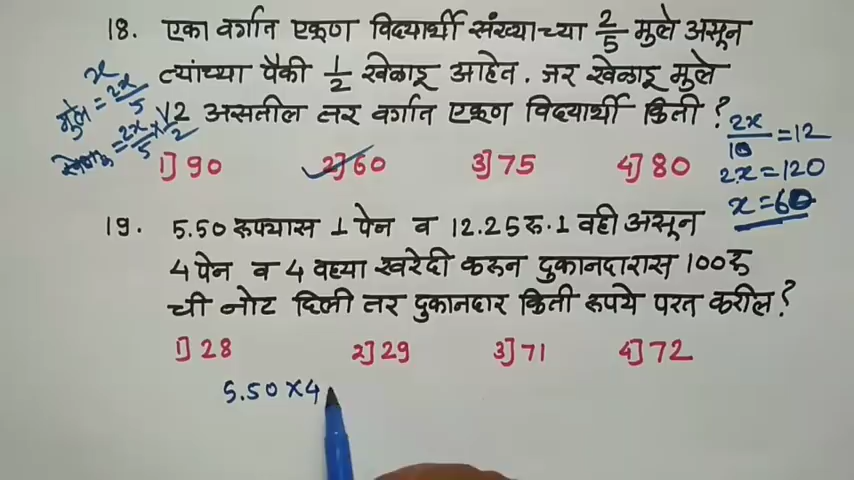 18. एका वर्गात एकूण विद्यार्थी संख्याच्या 2/5 मुले असून
त्यांच्या पैकी 1/2 खेळाडू आहेत. जर खेळाडू मुले
12 असतील तर वर्गात एकूण विद्यार्थी किती?
x
मुले = 2x/5
खेळाडू = 2x/5 × 1/2
1] 90 2] 60 3] 75 4] 80
2x/10 = 12
2x = 120
x = 60
19. 5.50 रुपयास 1 पेन व 12.25 रु. 1 वही असून
4 पेन व 4 वह्या खरेदी करुन दुकानदारास 100 रु
ची नोट दिली तर दुकानदार किती रुपये परत करील?
1] 28 2] 29 3] 71 4] 72
5.50 × 4